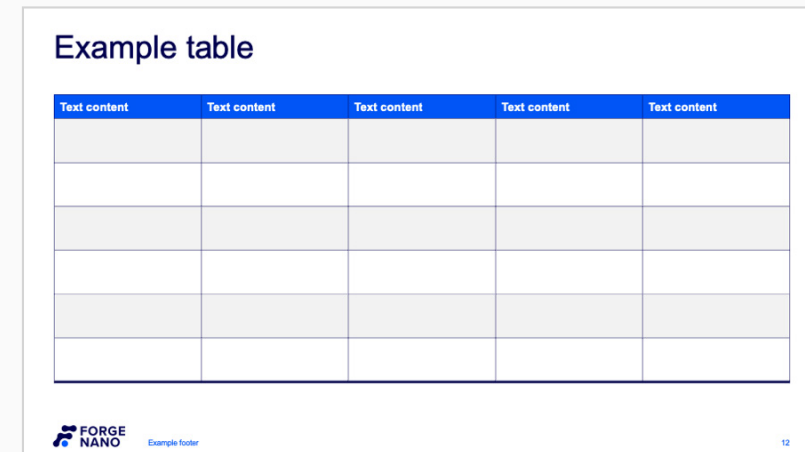 Example table
Text content Text content Text content Text content Text content
FORGE
NANO
Example footer
12